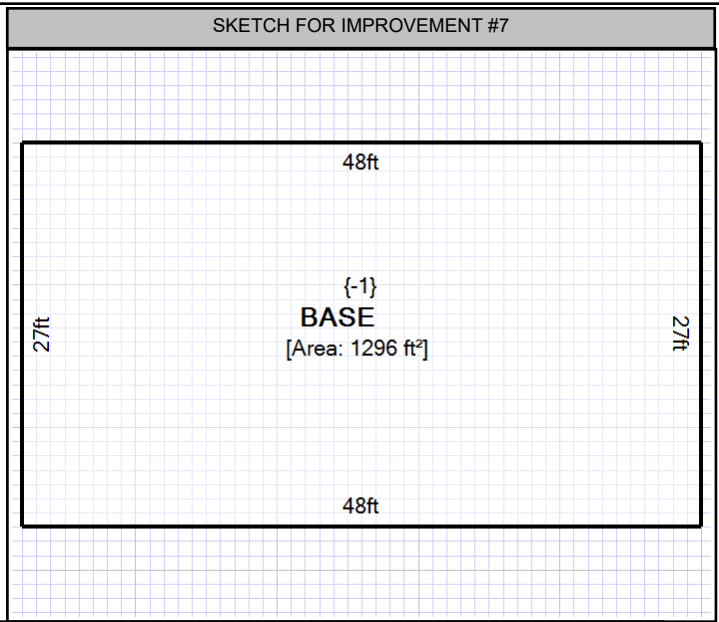 SKETCH FOR IMPROVEMENT #7
48ft
{-1}
BASE
27ft
27ft
[Area: 1296 ft²]
48ft